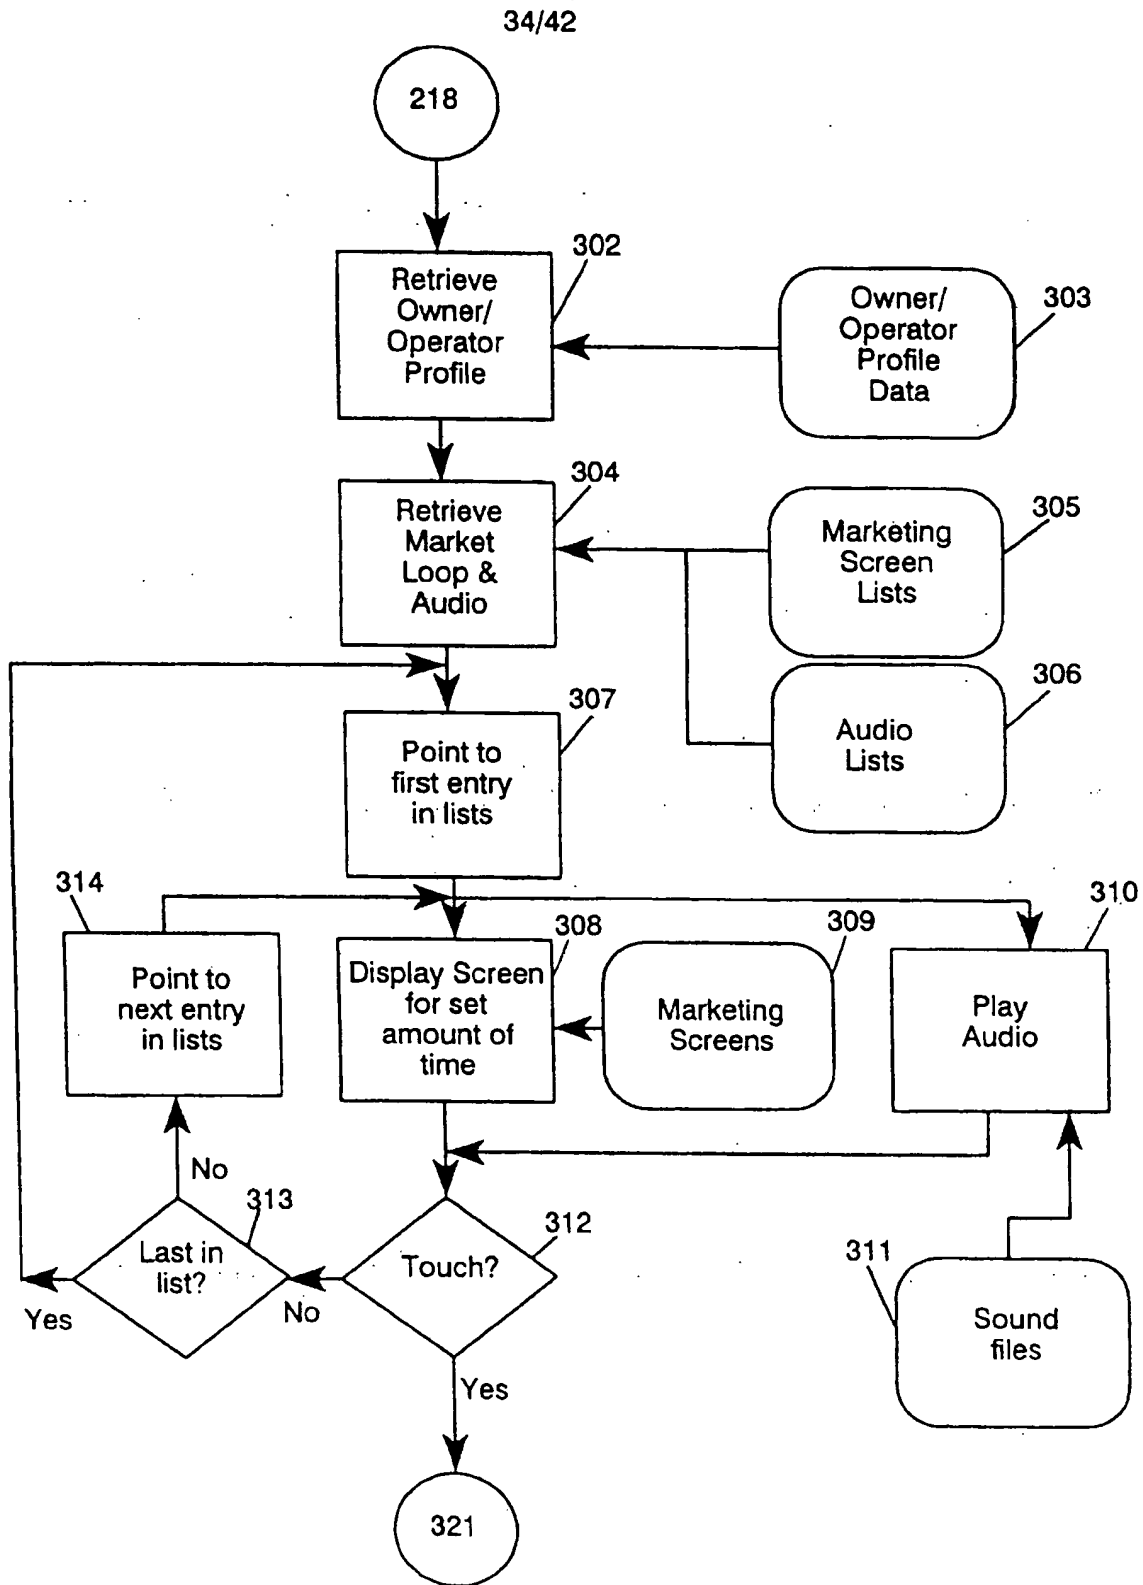 34/42
218
302
Retrieve
Owner/
Operator
Profile
Owner/
Operator
Profile
Data
303
304
Retrieve
Market
Loop &
Audio
Marketing
Screen
Lists
305
306
Audio
Lists
307
Point to
first entry
in lists
314
Point to
next entry
in lists
308
Display Screen
for set
amount of
time
309
Marketing
Screens
310
Play
Audio
No
313
Last in
list?
Yes
No
312
Touch?
Yes
311
Sound
files
321